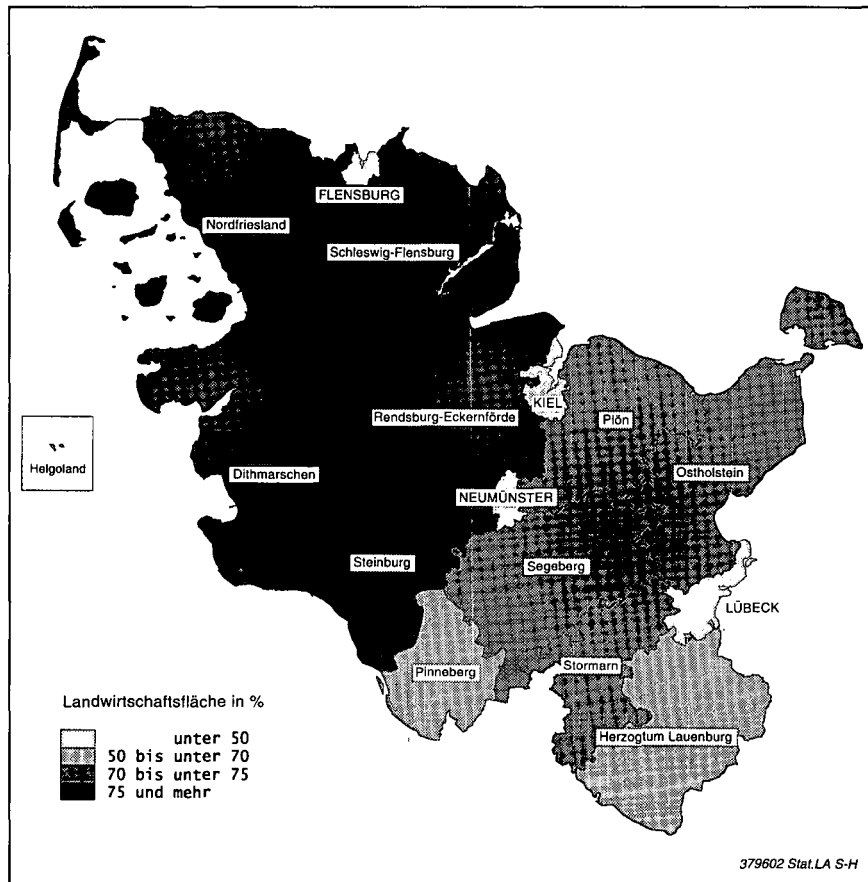 FLENSBURG
Nordfriesland
Schleswig-Flensburg
KIEL
Rendsburg-Eckernförde
Plön
Helgoland
Dithmarschen
Ostholstein
NEUMÜNSTER
Steinburg
Segeberg
LÜBECK
Pinneberg
Stormarn
Herzogtum Lauenburg
Landwirtschaftsfläche in %
unter 50
50 bis unter 70
70 bis unter 75
75 und mehr
379602 Stat.LA S-H